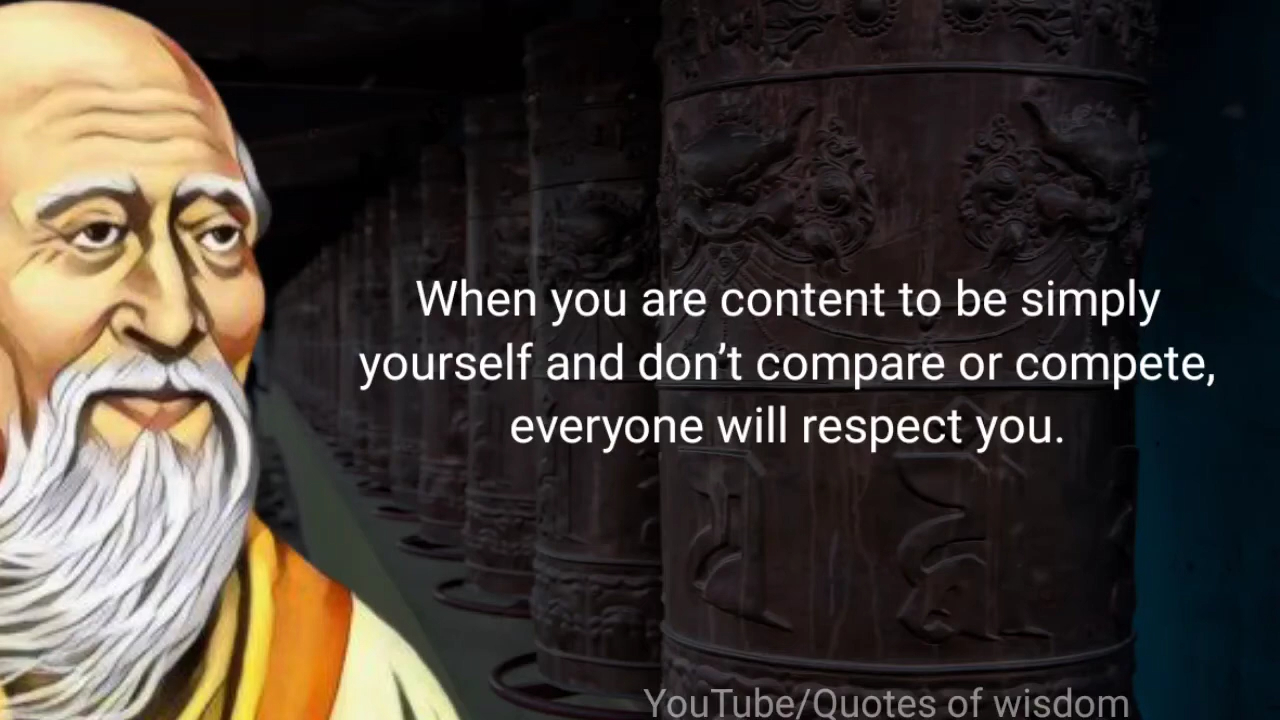 When you are content to be simply
yourself and don’t compare or compete,
everyone will respect you.
YouTube/Quotes of wisdom